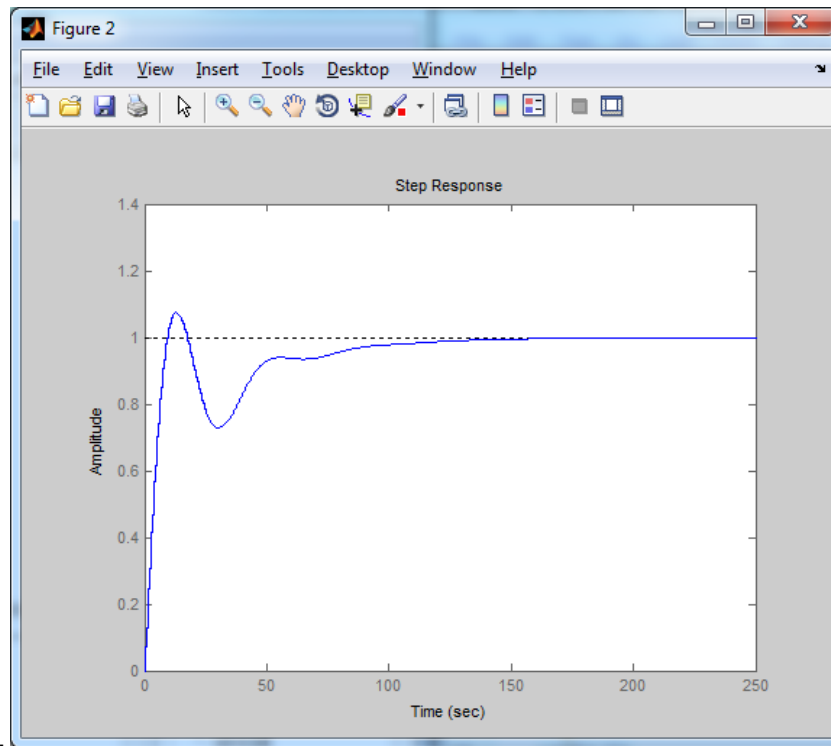 Figure 2
File Edit View Insert Tools Desktop Window Help
Step Response
1.4
1.2
1
0.8
0.6
0.4
0.2
0
Amplitude
0 50 100 150 200 250
Time (sec)